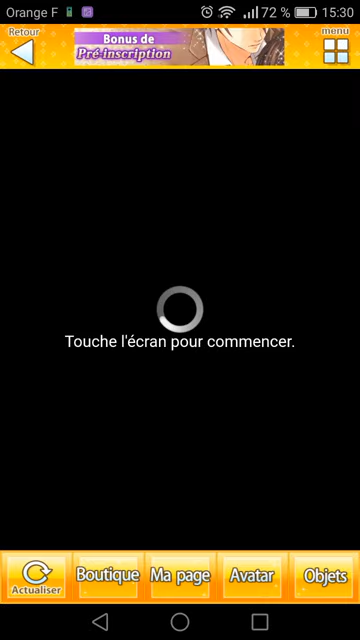 Orange F 72 % 15:30
Retour
Bonus de
Pré-inscription
menu
Touche l'écran pour commencer.
Actualiser
Boutique
Ma page
Avatar
Objets